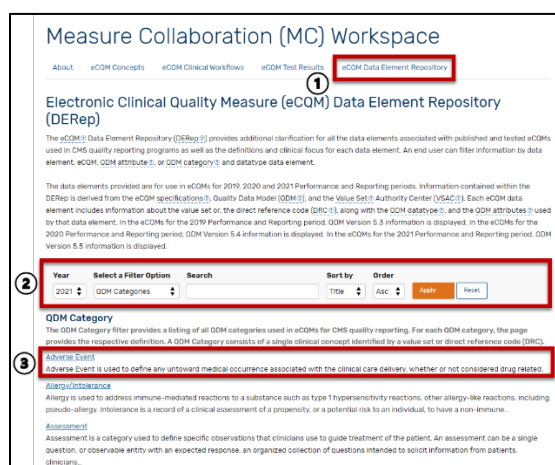 Measure Collaboration (MC) Workspace
About eCQM Concepts eCQM Clinical Workflows eCQM Test Results eCQM Data Element Repository
1
Electronic Clinical Quality Measure (eCQM) Data Element Repository
(DERep)
The eCQM Data Element Repository (DERep) provides additional clarification for all the data elements associated with published and tested eCQMs
used in CMS quality reporting programs as well as the definitions and clinical focus for each data element. An end user can filter information by data
element, eCQM, QDM attribute, or QDM category and datatype data element.
The data elements provided are for use in eCQMs for 2019, 2020 and 2021 Performance and Reporting periods. Information contained within the
DERep is derived from the eCQM specifications, Quality Data Model (QDM), and the Value Set Authority Center (VSAC). Each eCQM data
element includes information about the value set or, the direct reference code (DRC), along with the QDM datatype, and the QDM attributes used
by that data element. In the eCQMs for the 2019 Performance and Reporting period, QDM Version 5.3 information is displayed. In the eCQMs for the
2020 Performance and Reporting period, QDM Version 5.4 information is displayed. In the eCQMs for the 2021 Performance and Reporting period, QDM
Version 5.5 information is displayed.
2
Year Select a Filter Option Search Sort by Order
2021 QDM Categories Title Asc Apply Reset
QDM Category
The QDM Category filter provides a listing of all QDM categories used in eCQMs for CMS quality reporting. For each QDM category, the page
provides the respective definition. A QDM Category consists of a single clinical concept identified by a value set or direct reference code (DRC).
3
Adverse Event
Adverse Event is used to define any untoward medical occurrence associated with the clinical care delivery, whether or not considered drug related.
Allergy/Intolerance
Allergy is used to address immune-mediated reactions to a substance such as type 1 hypersensitivity reactions, other allergy-like reactions, including
pseudo-allergy. Intolerance is a record of a clinical assessment of a propensity, or a potential risk to an individual, to have a non-immune...
Assessment
Assessment is a category used to define specific observations that clinicians use to guide treatment of the patient. An assessment can be a single
question, or observable entity with an expected response, an organized collection of questions intended to solicit information from patients,
clinicians...